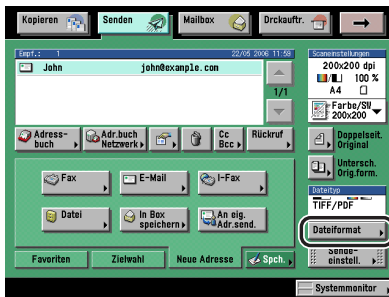 Kopieren
Senden
Mailbox
Drckauftr.
Empf.: 1
22/05 2006 11:59
John
john@example.com
1/1
Adress-
buch
Adr.buch
Netzwerk
Cc
Bcc
Rückruf
Fax
E-Mail
I-Fax
Datei
In Box
speichern
An eig.
Adr.send.
Favoriten
Zielwahl
Neue Adresse
Spch.
Scaneinstellungen
200x200 dpi
100 %
A4
Farbe/SW
200×200
Doppelseit.
Original
Untersch.
Orig.form.
Dateityp
TIFF/PDF
Dateiformat
Sende-
einstell.
Systemmonitor